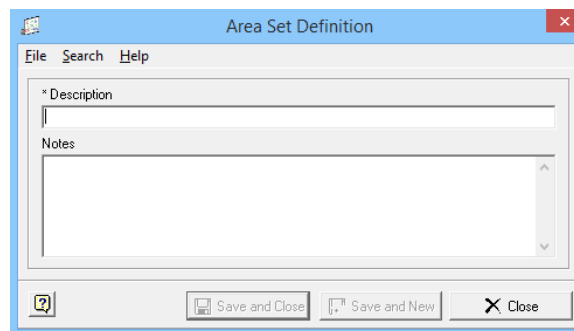 Area Set Definition
File Search Help
* Description
Notes
Save and Close Save and New Close